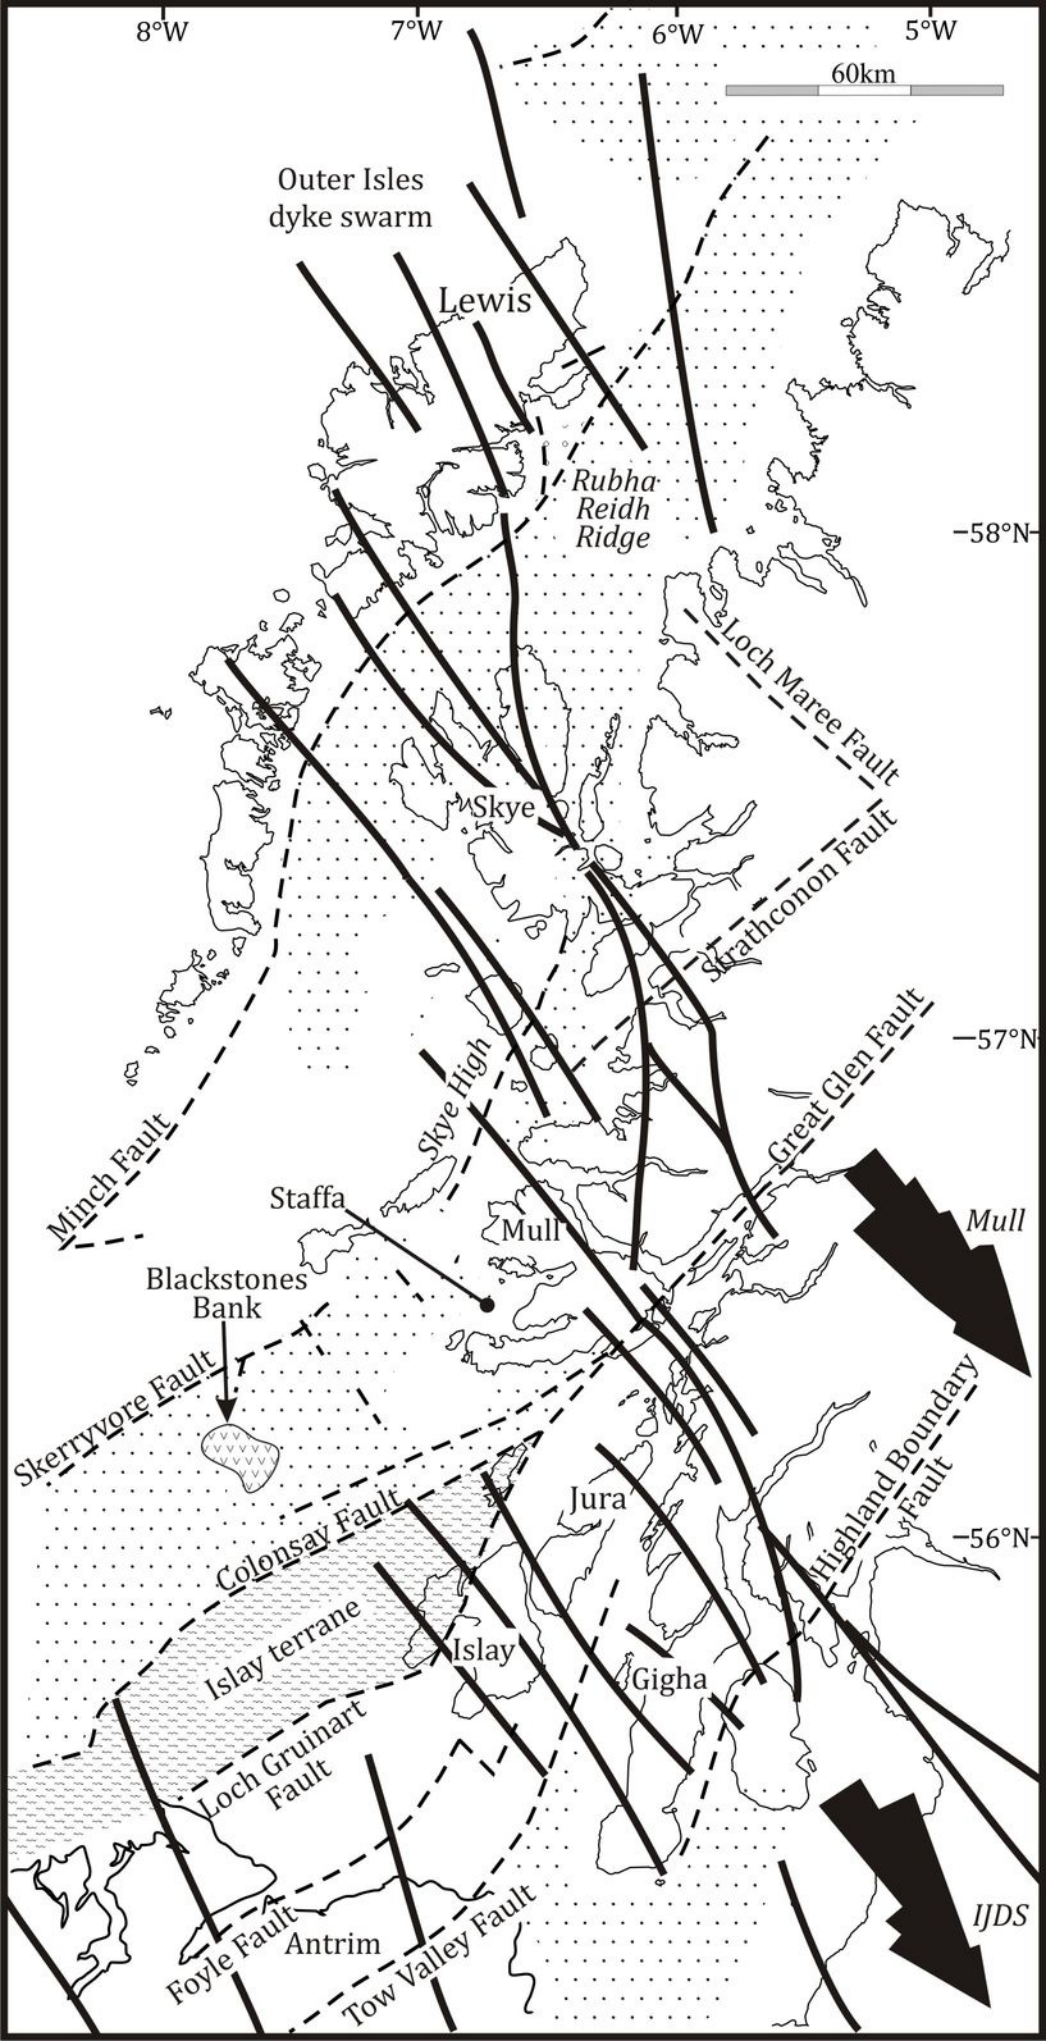 8°W
7°W
6°W
5°W
60km
Outer Isles
dyke swarm
Lewis
Rubha
Reidh
Ridge
58°N
Loch Maree Fault
Skye
Strathconon Fault
57°N
Great Glen Fault
Skye High
Minch Fault
Staffa
Mull
Mull
Blackstones
Bank
Skerryvore Fault
Highland Boundary
Fault
Jura
56°N
Colonsay Fault
Islay terrane
Islay
Gigha
Loch Gruinart
Fault
IJDS
Foyle Fault
Antrim
Tow Valley Fault